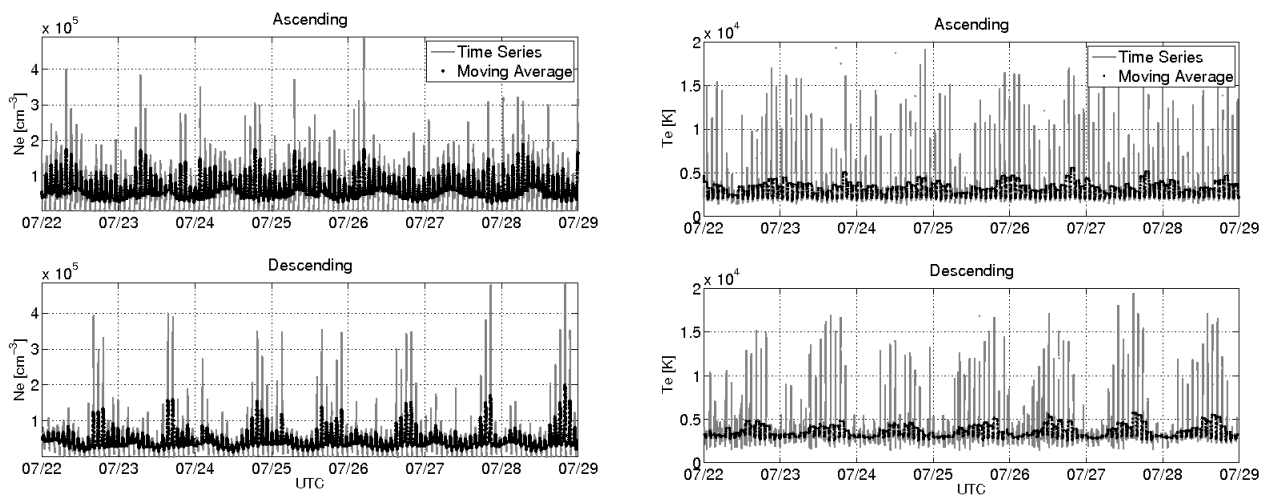 Ascending
x 10^5
Ne [cm^-3]
4
3
2
1
Time Series
Moving Average
07/22 07/23 07/24 07/25 07/26 07/27 07/28 07/29
Descending
x 10^5
Ne [cm^-3]
4
3
2
1
07/22 07/23 07/24 07/25 07/26 07/27 07/28 07/29
UTC
Ascending
2 x 10^4
Te [K]
1.5
1
0.5
0
Time Series
Moving Average
07/22 07/23 07/24 07/25 07/26 07/27 07/28 07/29
Descending
2 x 10^4
Te [K]
1.5
1
0.5
0
07/22 07/23 07/24 07/25 07/26 07/27 07/28 07/29
UTC